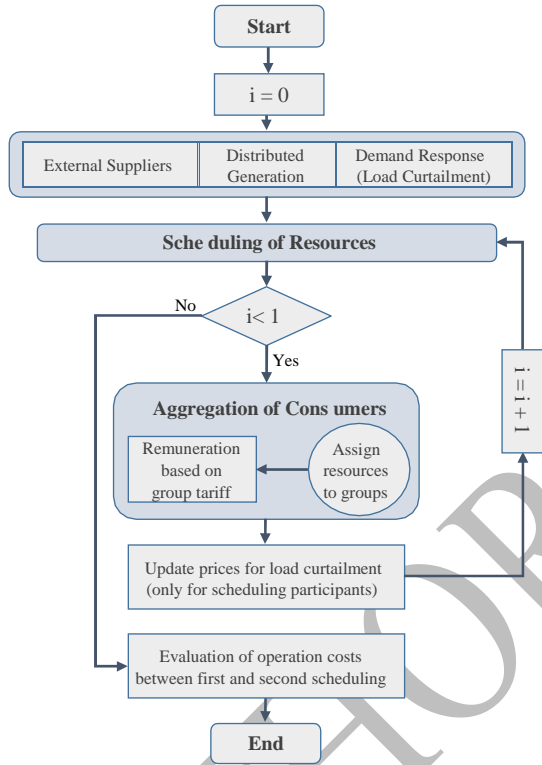 Start
i = 0
External Suppliers
Distributed
Generation
Demand Response
(Load Curtailment)
Sche duling of Resources
i< 1
No
Yes
i = i + 1
Aggregation of Cons umers
Remuneration
based on
group tariff
Assign
resources
to groups
Update prices for load curtailment
(only for scheduling participants)
Evaluation of operation costs
between first and second scheduling
End